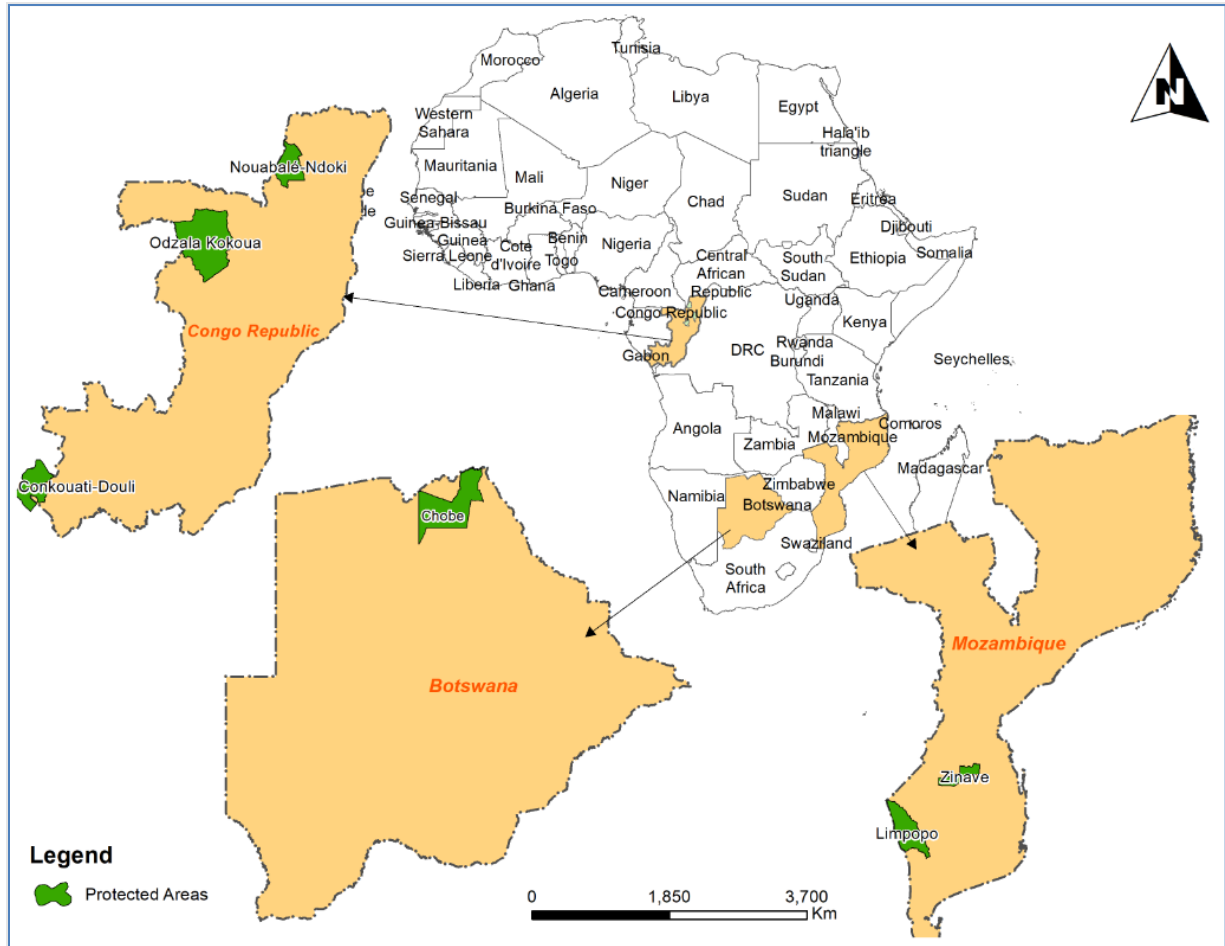 Tunisia
Morocco
Algeria
Libya
Egypt
Western
Sahara
Hala'ib
triangle
Nouabalé-Ndoki
Mauritania
Mali
Niger
Chad
Sudan
Eritrea
Senegal
Burkina Faso
Djibouti
Guinea-Bissau
Guinea
Benin
Nigeria
Odzala Kokoua
Sierra Leone
Cote
d'Ivoire
Togo
Central
African
Republic
South
Sudan
Ethiopia
Somalia
Liberia
Ghana
Cameroon
Uganda
Congo Republic
Kenya
Congo Republic
Gabon
DRC
Rwanda
Burundi
Seychelles
Tanzania
Malawi
Comoros
Angola
Mozambique
Zambia
Madagascar
Conkouati-Douli
Zimbabwe
Namibia
Botswana
Chobe
Swaziland
South
Africa
Mozambique
Botswana
Zinave
Limpopo
Legend
Protected Areas
0
1,850
3,700
Km
N